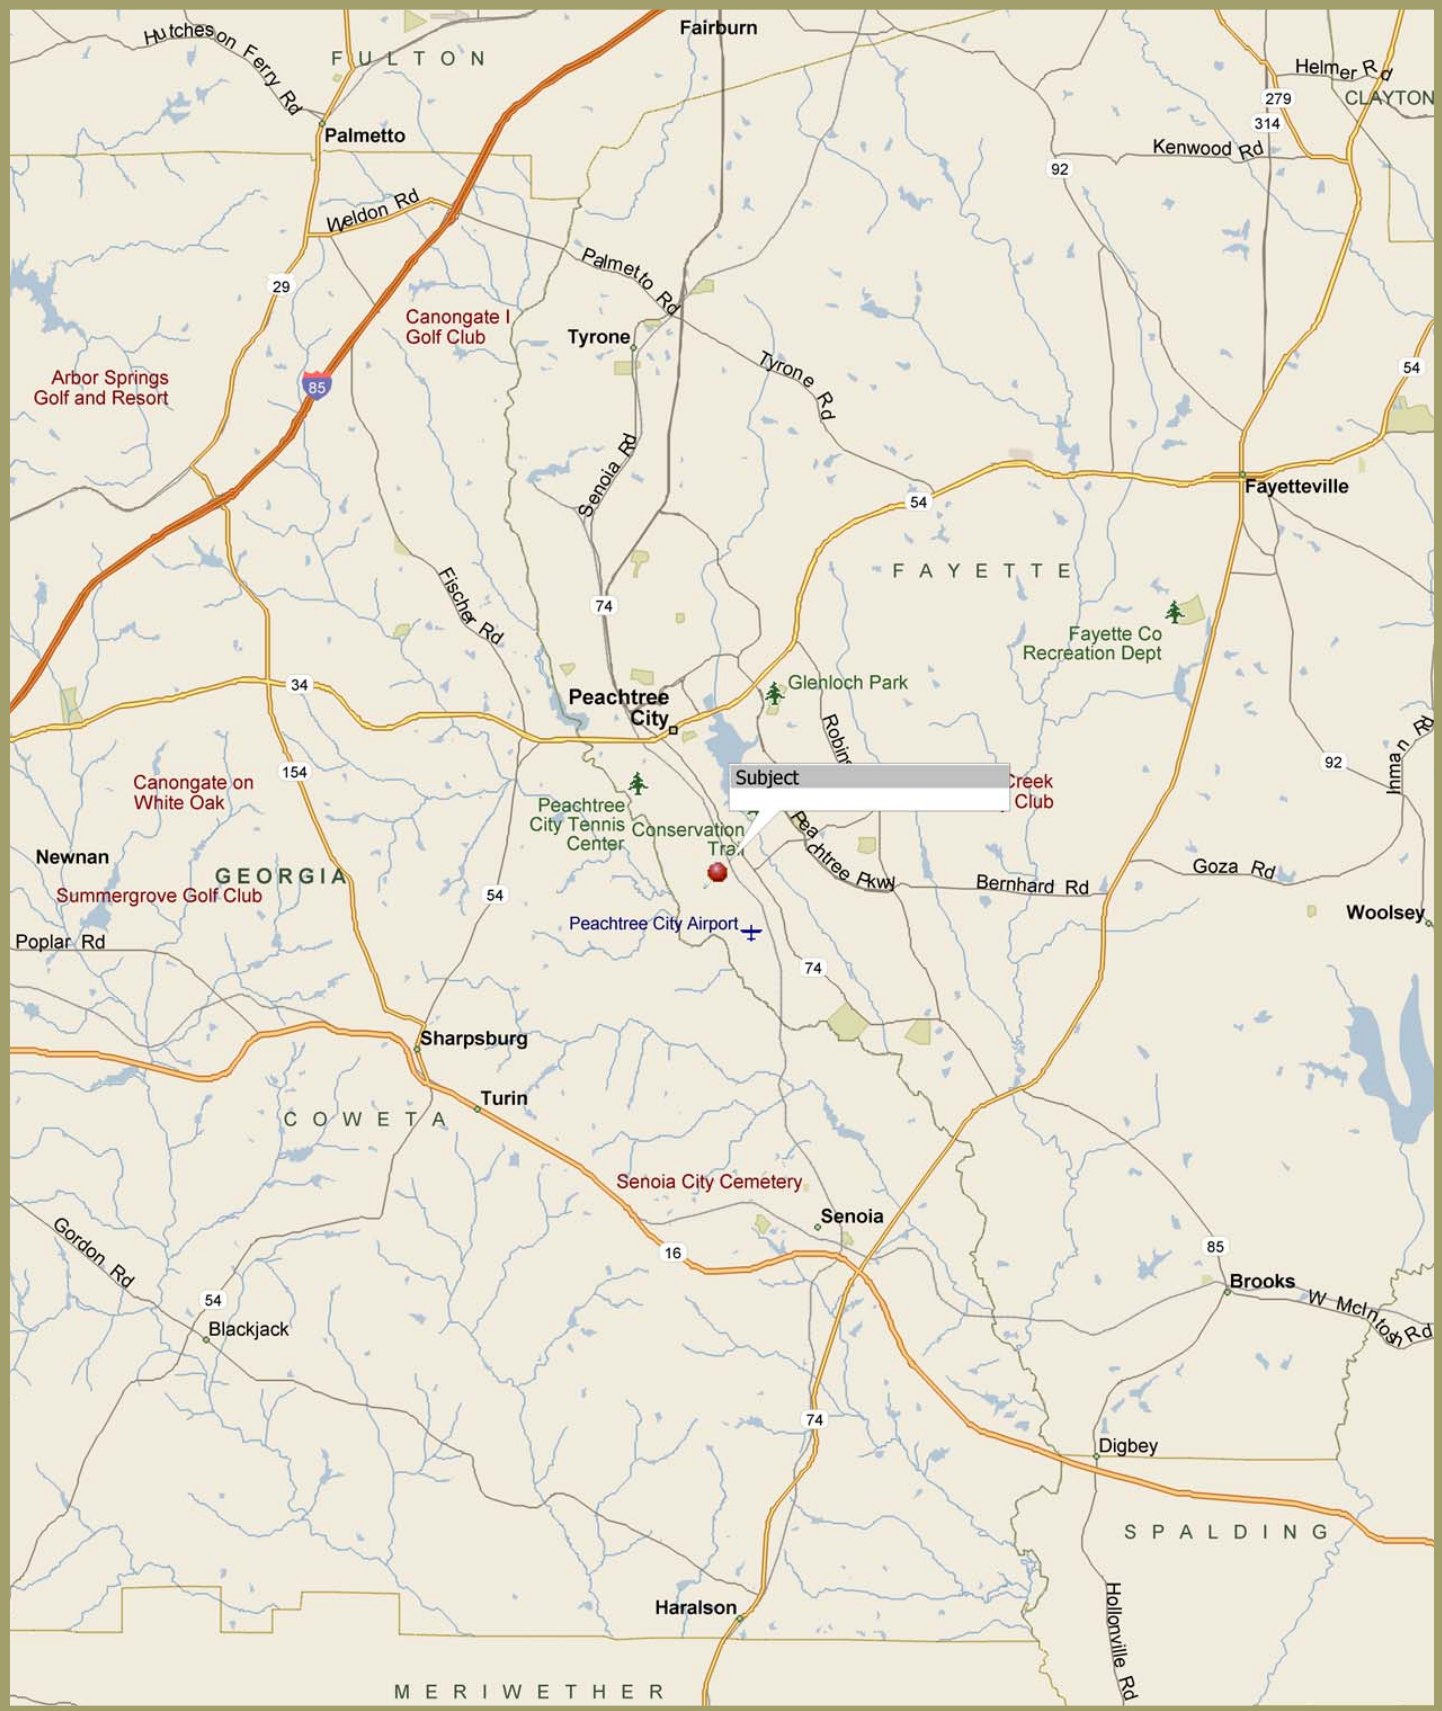 Fairburn
Hutcheson Ferry Rd
FULTON
Helmer Rd
279
CLAYTON
314
Palmetto
Kenwood Rd
92
Weldon Rd
Palmetto Rd
29
Canongate I
Golf Club
Tyrone
Tyrone Rd
54
Arbor Springs
Golf and Resort
85
Senoia Rd
54
Fayetteville
FAYETTE
Fischer Rd
74
Fayette Co
Recreation Dept
34
Peachtree
City
Glenloch Park
Robins
Inman Rd
154
92
Canongate on
White Oak
Subject
Creek
Club
Peachtree
City Tennis
Center
Conservation
Trail
Peachtree Pkwy
Newnan
GEORGIA
Summergrove Golf Club
54
Bernhard Rd
Goza Rd
Woolsey
Peachtree City Airport
Poplar Rd
74
Sharpsburg
Turin
COWETA
Senoia City Cemetery
Senoia
Gordon Rd
16
85
Brooks
W McIntosh Rd
54
Blackjack
74
Digbey
SPALDING
Haralson
Hollonville Rd
MERIWETHER